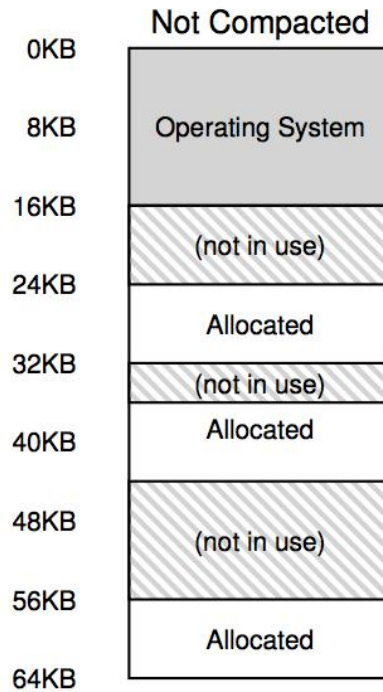 Not Compacted
0KB
8KB
Operating System
16KB
(not in use)
24KB
Allocated
32KB
(not in use)
Allocated
40KB
48KB
(not in use)
56KB
Allocated
64KB